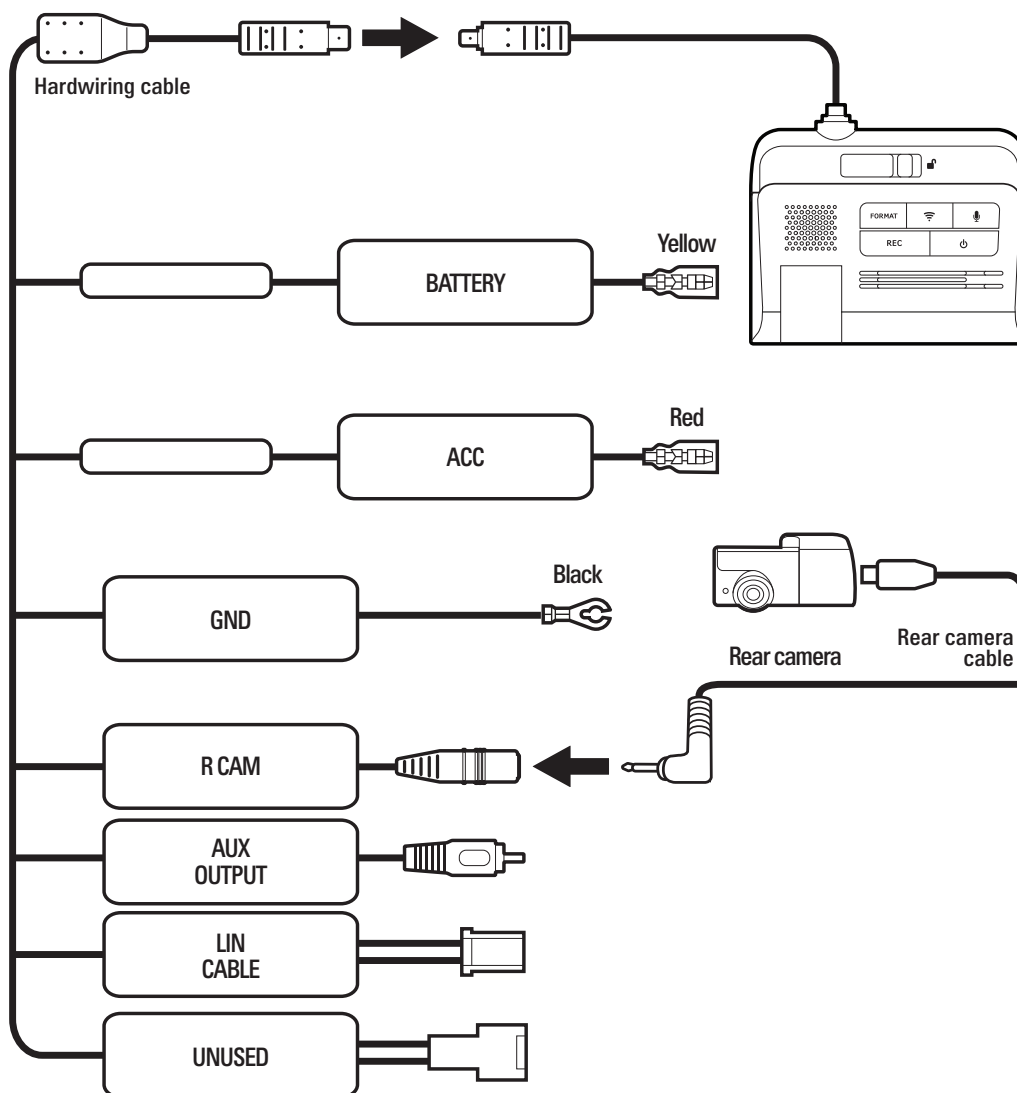 Hardwiring cable
FORMAT
REC
Yellow
BATTERY
Red
ACC
Black
GND
Rear camera
Rear camera
cable
R CAM
AUX
OUTPUT
LIN
CABLE
UNUSED